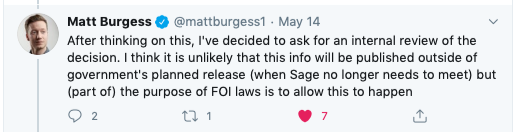 Matt Burgess @mattburgess1 · May 14
After thinking on this, I've decided to ask for an internal review of the
decision. I think it is unlikely that this info will be published outside of
government's planned release (when Sage no longer needs to meet) but
(part of) the purpose of FOI laws is to allow this to happen
2 1 7